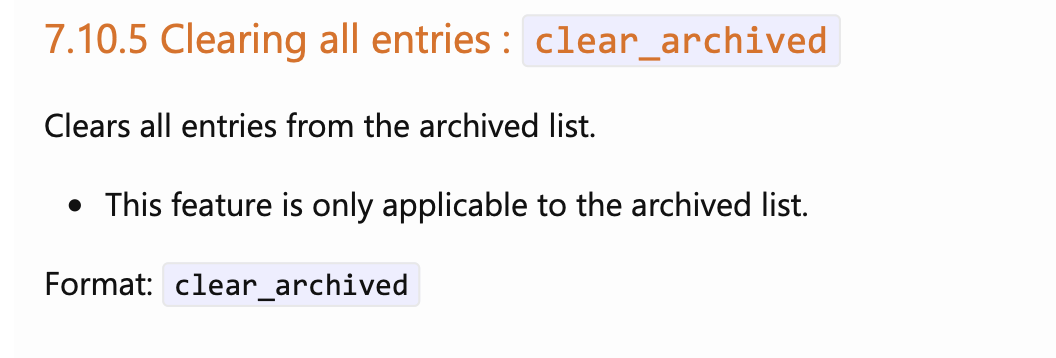 7.10.5 Clearing all entries : clear_archived
Clears all entries from the archived list.
• This feature is only applicable to the archived list.
Format: clear_archived